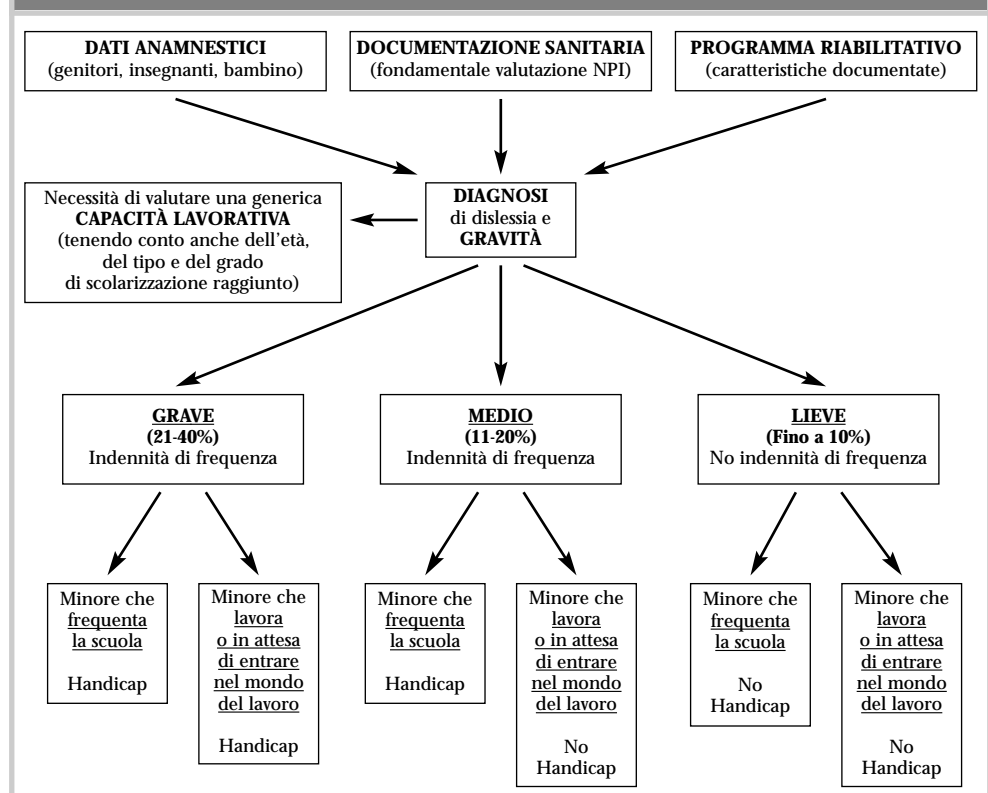 DATI ANAMNESTICI
(genitori, insegnanti, bambino)
DOCUMENTAZIONE SANITARIA
(fondamentale valutazione NPI)
PROGRAMMA RIABILITATIVO
(caratteristiche documentate)
Necessità di valutare una generica
CAPACITÀ LAVORATIVA
(tenendo conto anche dell'età,
del tipo e del grado
di scolarizzazione raggiunto)
DIAGNOSI
di dislessia e
GRAVITÀ
GRAVE
(21-40%)
Indennità di frequenza
MEDIO
(11-20%)
Indennità di frequenza
LIEVE
(Fino a 10%)
No indennità di frequenza
Minore che
frequenta
la scuola
Handicap
Minore che
lavora
o in attesa
di entrare
nel mondo
del lavoro
Handicap
Minore che
frequenta
la scuola
Handicap
Minore che
lavora
o in attesa
di entrare
nel mondo
del lavoro
No
Handicap
Minore che
frequenta
la scuola
No
Handicap
Minore che
lavora
o in attesa
di entrare
nel mondo
del lavoro
No
Handicap